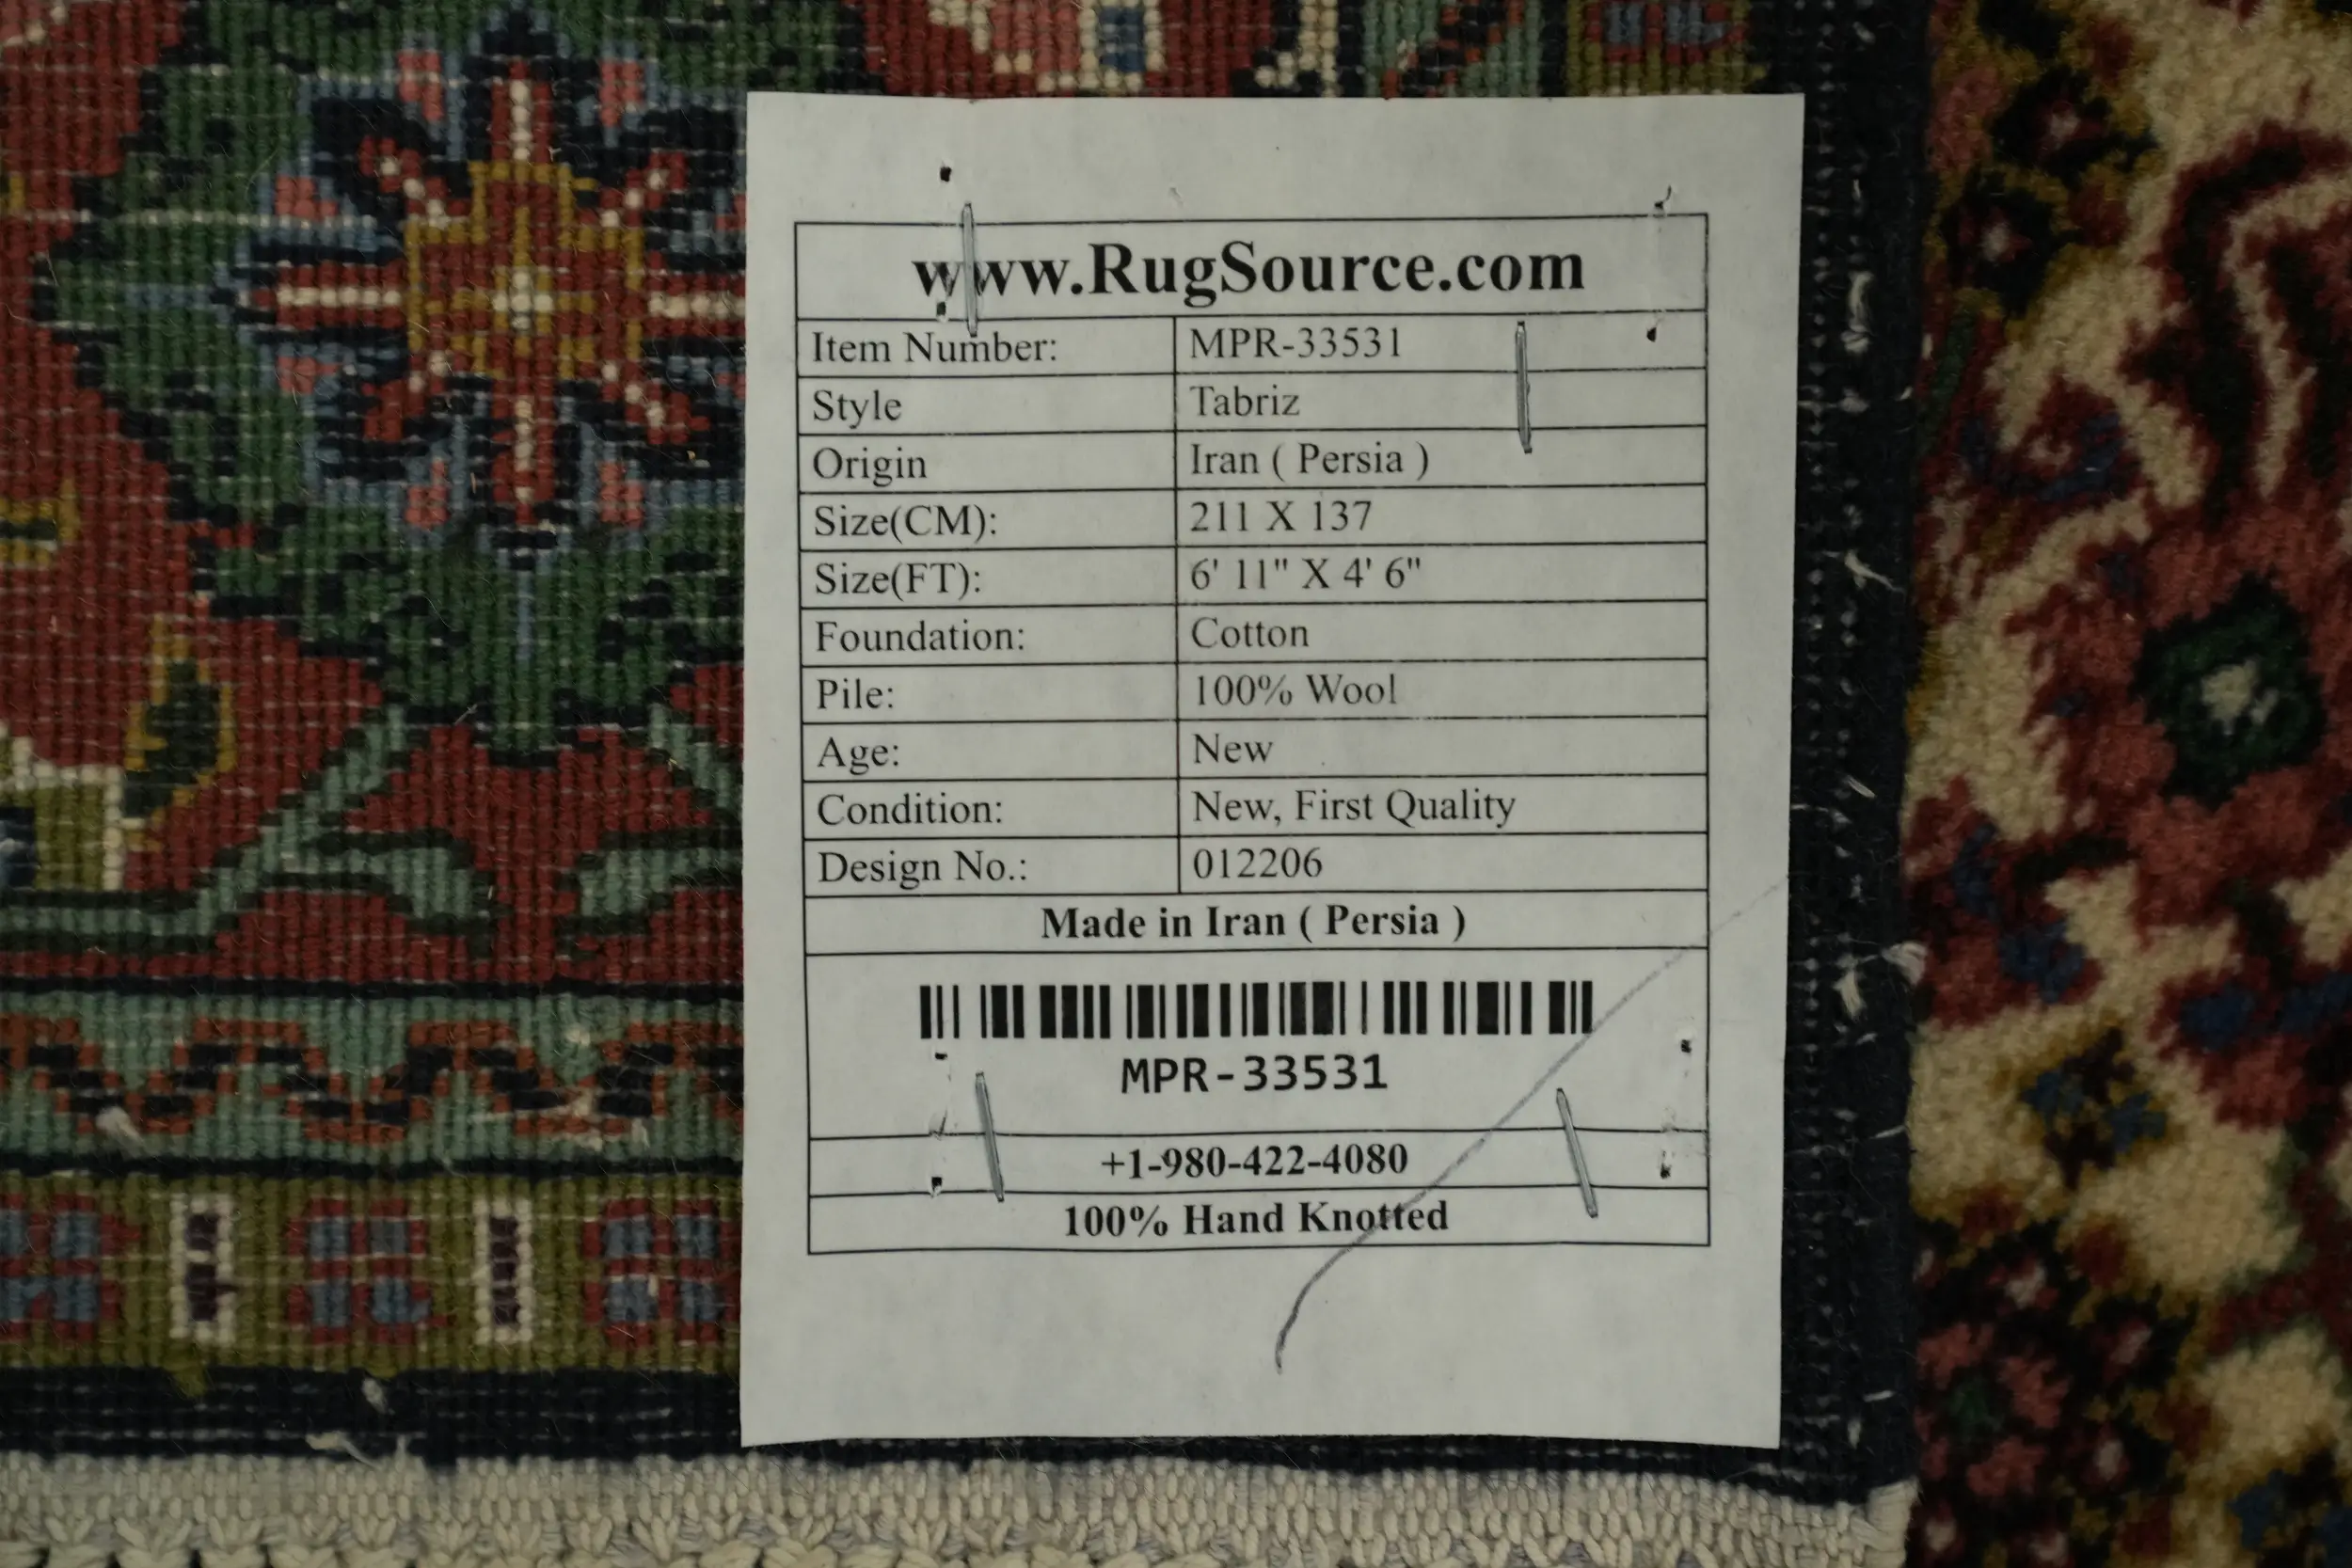 www.RugSource.com
Item Number: MPR-33531
Style Tabriz
Origin Iran ( Persia )
Size(CM): 211 X 137
Size(FT): 6' 11" X 4' 6"
Foundation: Cotton
Pile: 100% Wool
Age: New
Condition: New, First Quality
Design No.: 012206
Made in Iran ( Persia )
MPR-33531
+1-980-422-4080
100% Hand Knotted